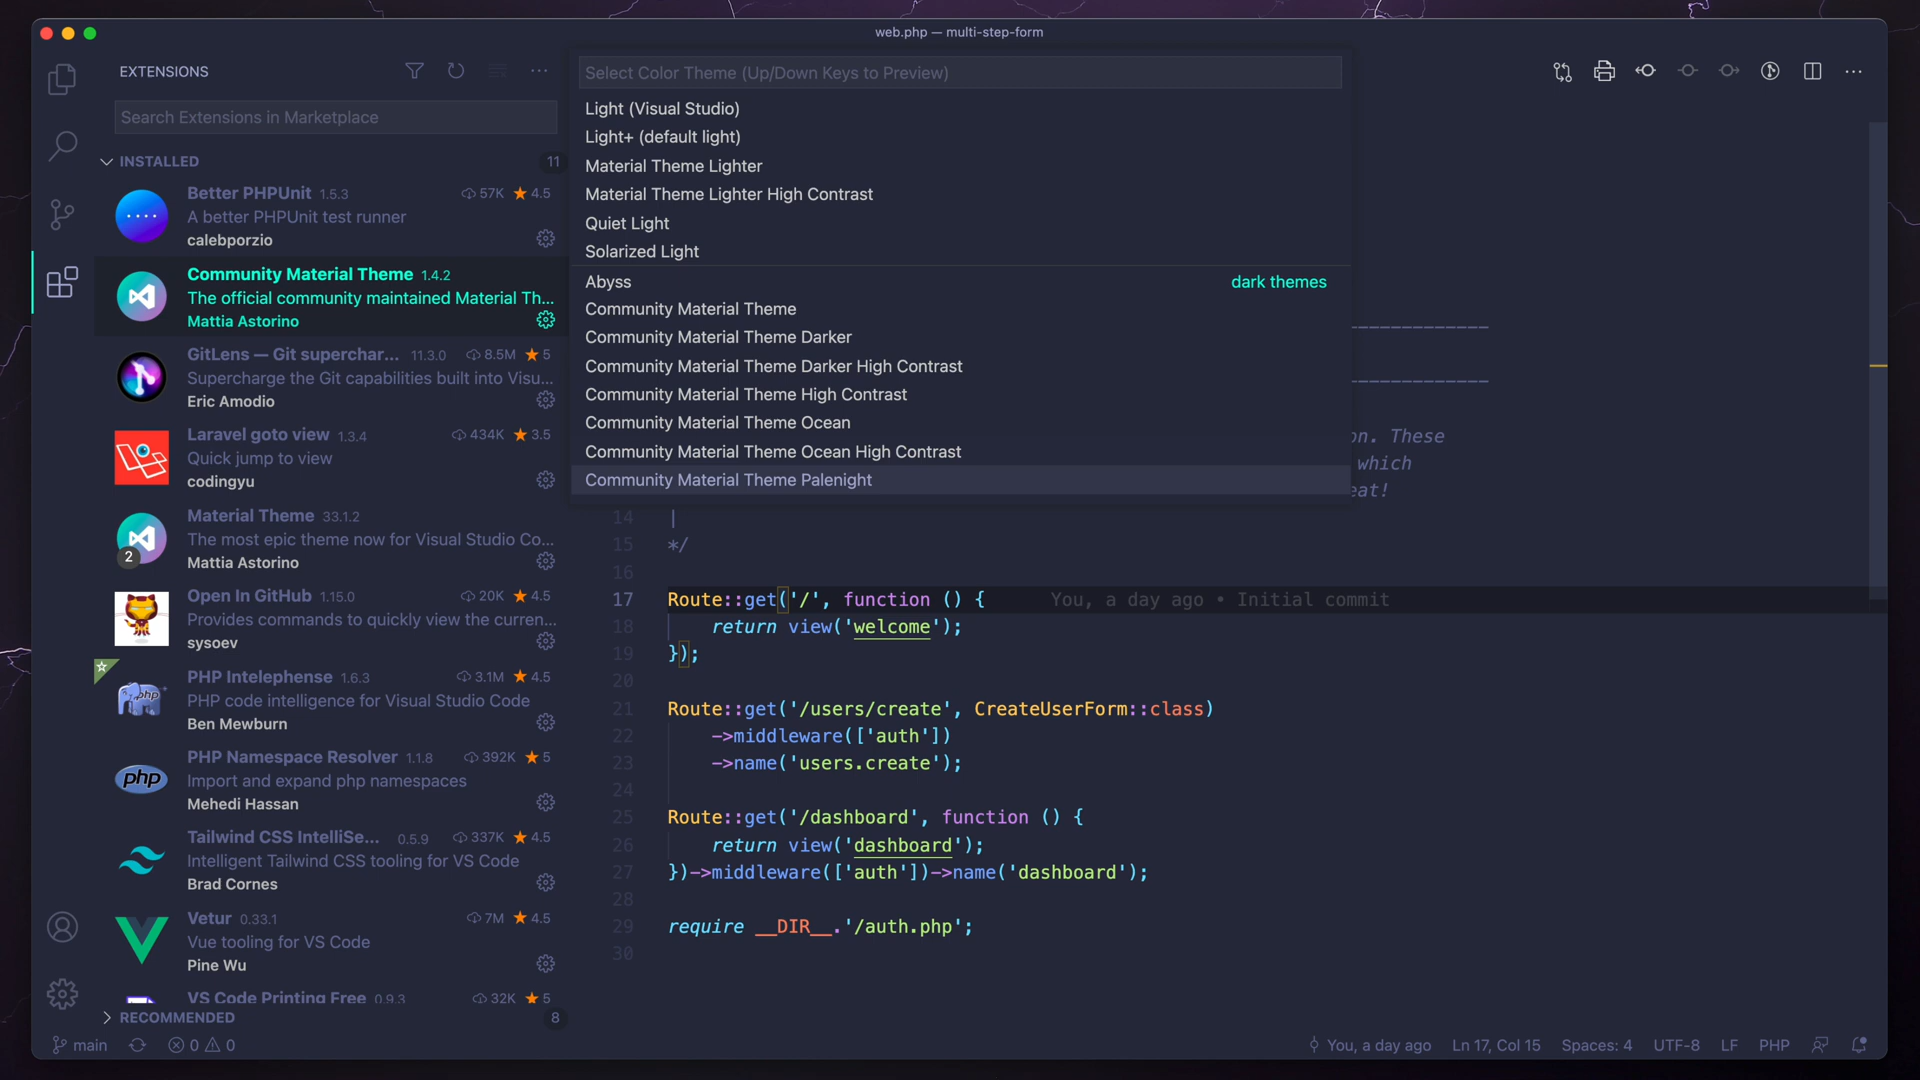 web.php — multi-step-form
EXTENSIONS
Search Extensions in Marketplace
INSTALLED
11
Better PHPUnit 1.5.3 57K 4.5
A better PHPUnit test runner
calebporzio
Community Material Theme 1.4.2
The official community maintained Material Th...
Mattia Astorino
GitLens — Git superchar... 11.3.0 8.5M 5
Supercharge the Git capabilities built into Visu...
Eric Amodio
Laravel goto view 1.3.4 434K 3.5
Quick jump to view
codingyu
Material Theme 33.1.2
The most epic theme now for Visual Studio Co...
Mattia Astorino
2
Open In GitHub 1.15.0 20K 4.5
Provides commands to quickly view the curren...
sysoev
php
PHP Intelephense 1.6.3 3.1M 4.5
PHP code intelligence for Visual Studio Code
Ben Mewburn
php
PHP Namespace Resolver 1.1.8 392K 5
Import and expand php namespaces
Mehedi Hassan
Tailwind CSS IntelliSe... 0.5.9 337K 4.5
Intelligent Tailwind CSS tooling for VS Code
Brad Cornes
Vetur 0.33.1 7M 4.5
Vue tooling for VS Code
Pine Wu
VS Code Printing Free 0.9.3 32K 5
RECOMMENDED
8
Select Color Theme (Up/Down Keys to Preview)
Light (Visual Studio)
Light+ (default light)
Material Theme Lighter
Material Theme Lighter High Contrast
Quiet Light
Solarized Light
Abyss dark themes
Community Material Theme
Community Material Theme Darker
Community Material Theme Darker High Contrast
Community Material Theme High Contrast
Community Material Theme Ocean
Community Material Theme Ocean High Contrast
Community Material Theme Palenight
on. These
which
eat!
14 |
15 */
16
17 Route::get('/', function () { You, a day ago • Initial commit
18 return view('welcome');
19 });
20
21 Route::get('/users/create', CreateUserForm::class)
22 ->middleware(['auth'])
23 ->name('users.create');
24
25 Route::get('/dashboard', function () {
26 return view('dashboard');
27 })->middleware(['auth'])->name('dashboard');
28
29 require __DIR__.'/auth.php';
30
main 0 0
You, a day ago Ln 17, Col 15 Spaces: 4 UTF-8 LF PHP